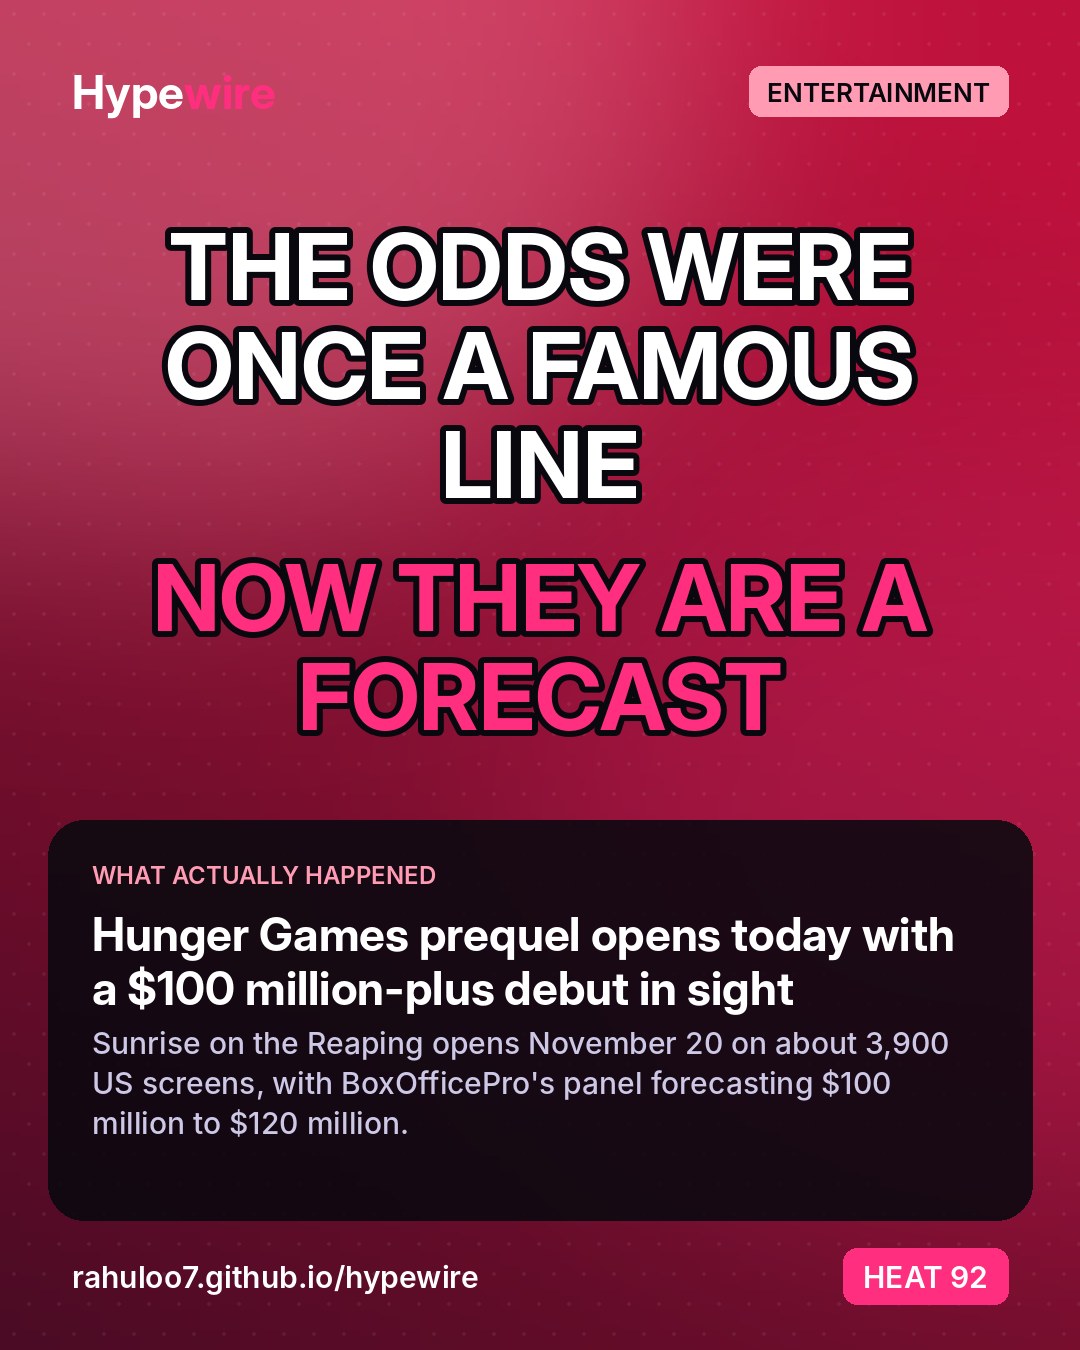 Hypewire
ENTERTAINMENT
THE ODDS WERE
ONCE A FAMOUS
LINE
NOW THEY ARE A
FORECAST
WHAT ACTUALLY HAPPENED
Hunger Games prequel opens today with
a $100 million-plus debut in sight
Sunrise on the Reaping opens November 20 on about 3,900
US screens, with BoxOfficePro's panel forecasting $100
million to $120 million.
rahuloo7.github.io/hypewire
HEAT 92